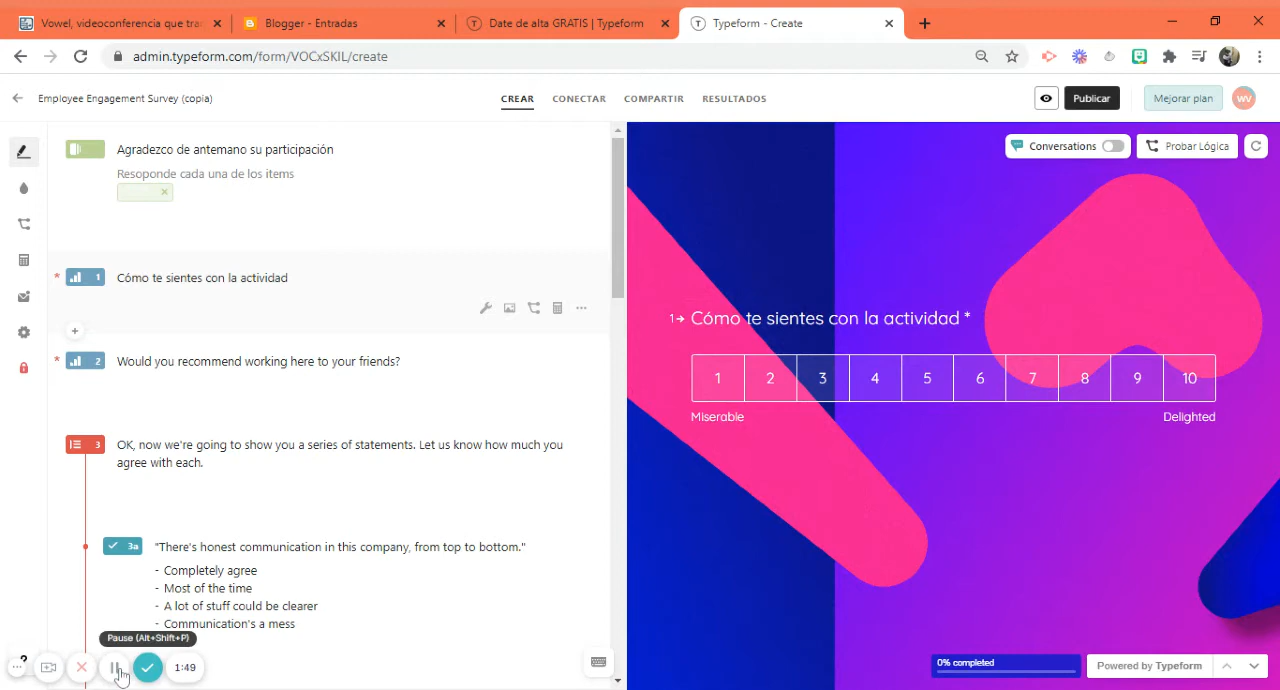 Vowel, videoconferencia que tra
Blogger - Entradas
Date de alta GRATIS | Typeform
Typeform - Create
admin.typeform.com/form/VOCxSKIL/create
Employee Engagement Survey (copia)
CREAR
CONECTAR
COMPARTIR
RESULTADOS
Publicar
Mejorar plan
WV
Agradezco de antemano su participación
Resoponde cada una de los items
Conversations
Probar Lógica
* 1 Cómo te sientes con la actividad
* 2 Would you recommend working here to your friends?
3 OK, now we're going to show you a series of statements. Let us know how much you
agree with each.
3a "There's honest communication in this company, from top to bottom."
- Completely agree
- Most of the time
- A lot of stuff could be clearer
- Communication's a mess
Pause (Alt+Shift+P)
1:49
1 Cómo te sientes con la actividad *
1 2 3 4 5 6 7 8 9 10
Miserable
Delighted
0% completed
Powered by Typeform